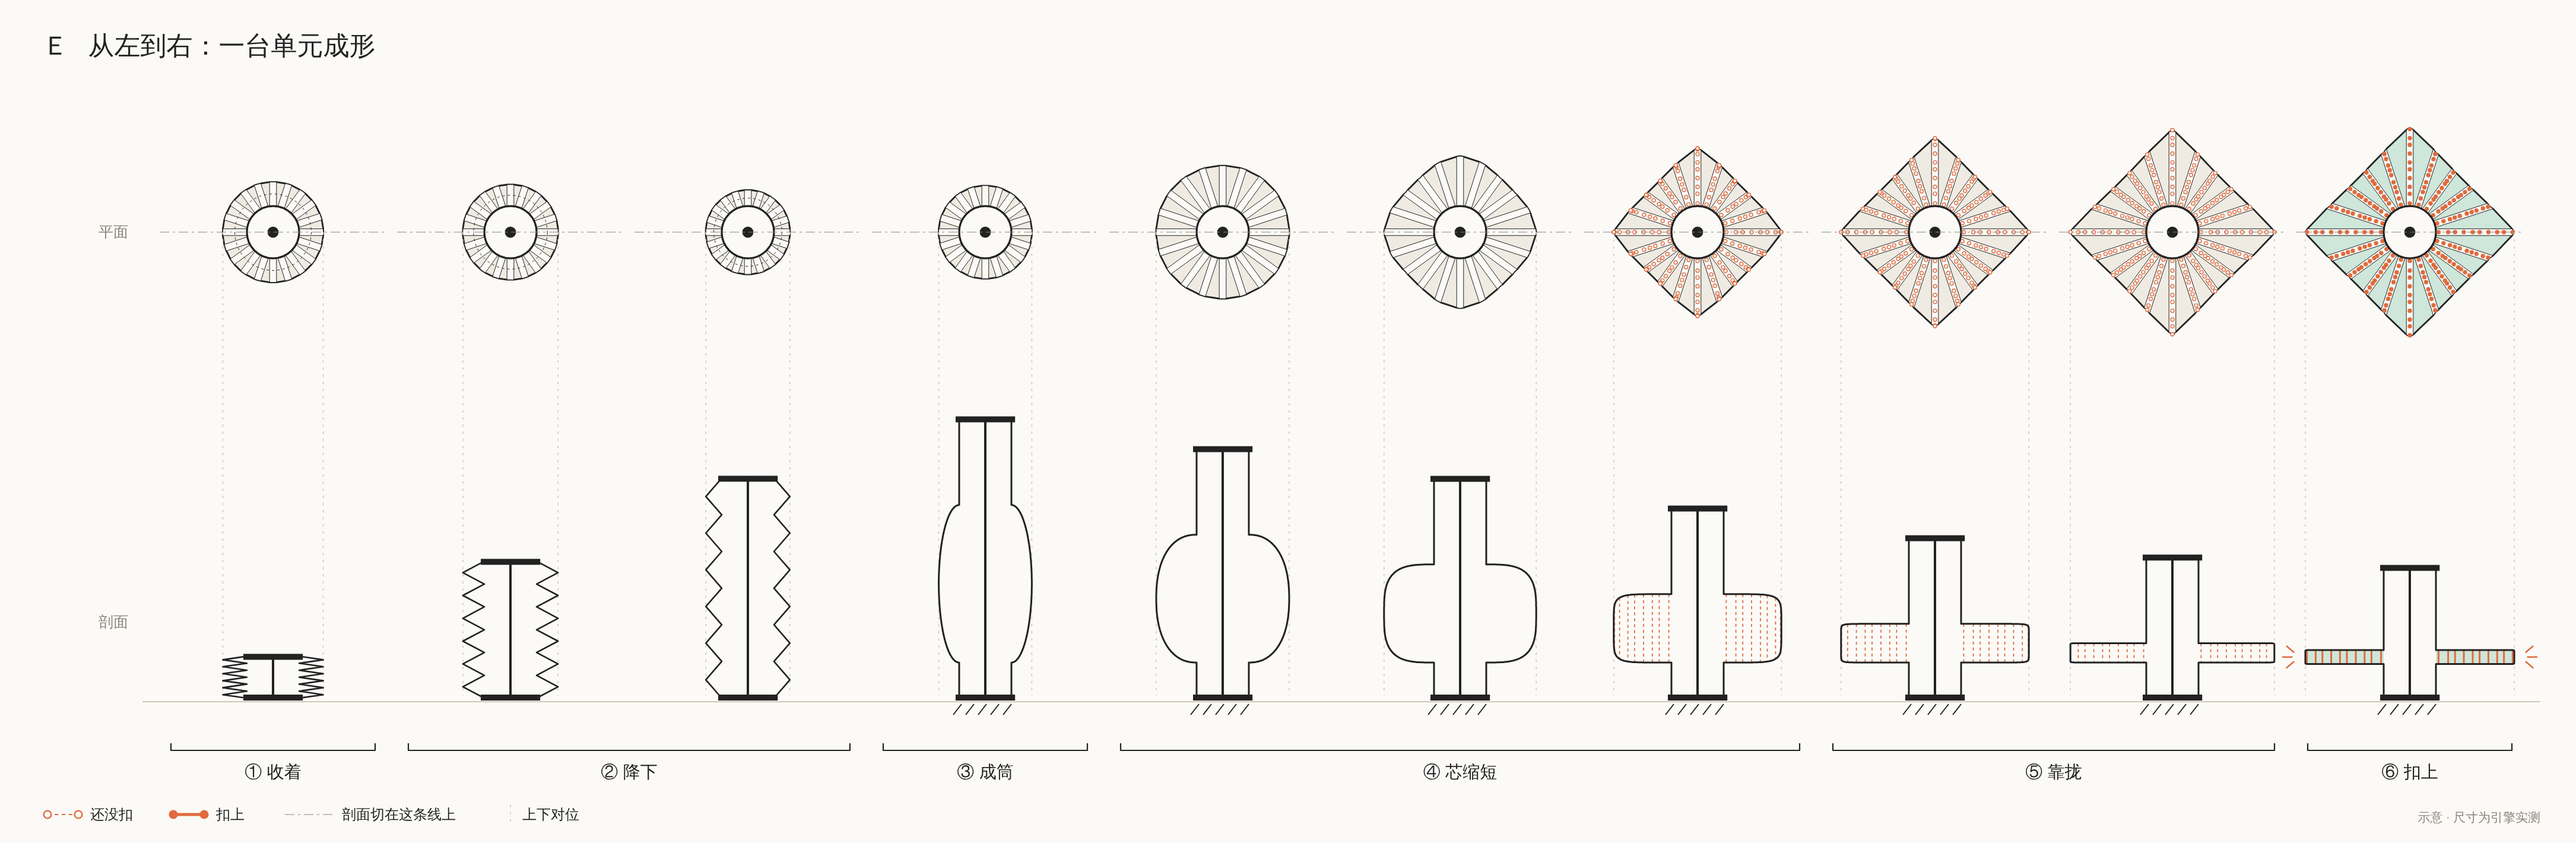 E 从左到右：一台单元成形
平面
剖面
① 收着
② 降下
③ 成筒
④ 芯缩短
⑤ 靠拢
⑥ 扣上
还没扣
扣上
剖面切在这条线上
上下对位
示意 · 尺寸为引擎实测